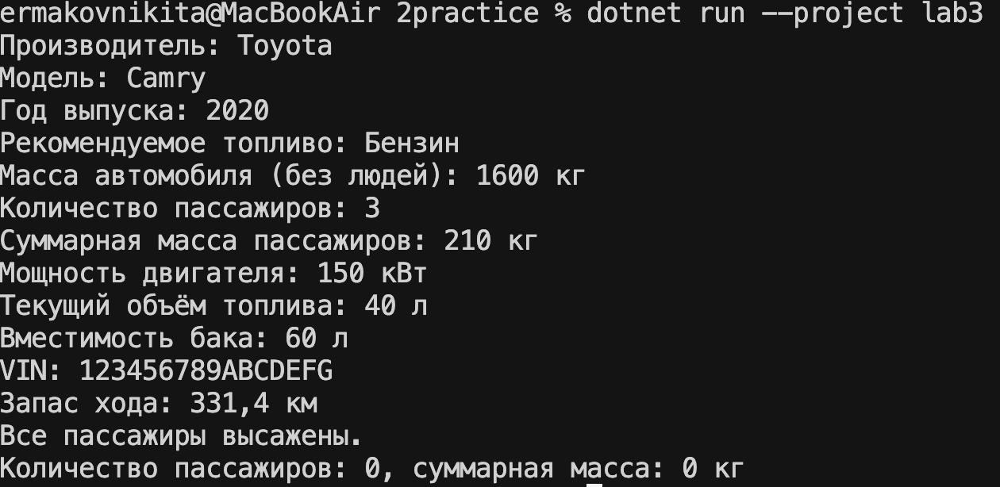 ermakovnikita@MacBookAir 2practice % dotnet run --project lab3
Производитель: Toyota
Модель: Camry
Год выпуска: 2020
Рекомендуемое топливо: Бензин
Масса автомобиля (без людей): 1600 кг
Количество пассажиров: 3
Суммарная масса пассажиров: 210 кг
Мощность двигателя: 150 кВт
Текущий объём топлива: 40 л
Вместимость бака: 60 л
VIN: 123456789ABCDEFG
Запас хода: 331,4 км
Все пассажиры высажены.
Количество пассажиров: 0, суммарная масса: 0 кг